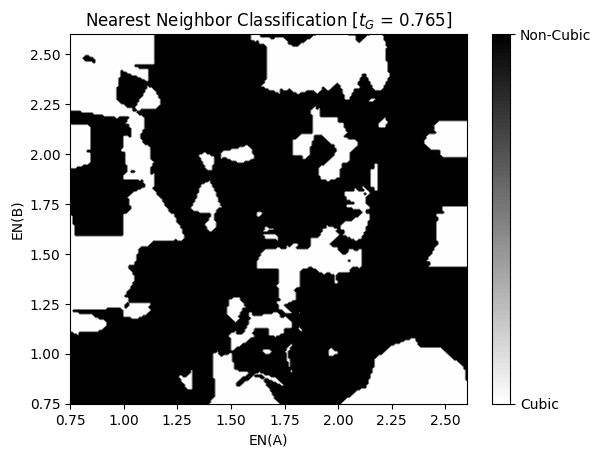 Nearest Neighbor Classification [t_G = 0.765]
Non-Cubic
Cubic
EN(B)
2.50
2.25
2.00
1.75
1.50
1.25
1.00
0.75
0.75 1.00 1.25 1.50 1.75 2.00 2.25 2.50
EN(A)